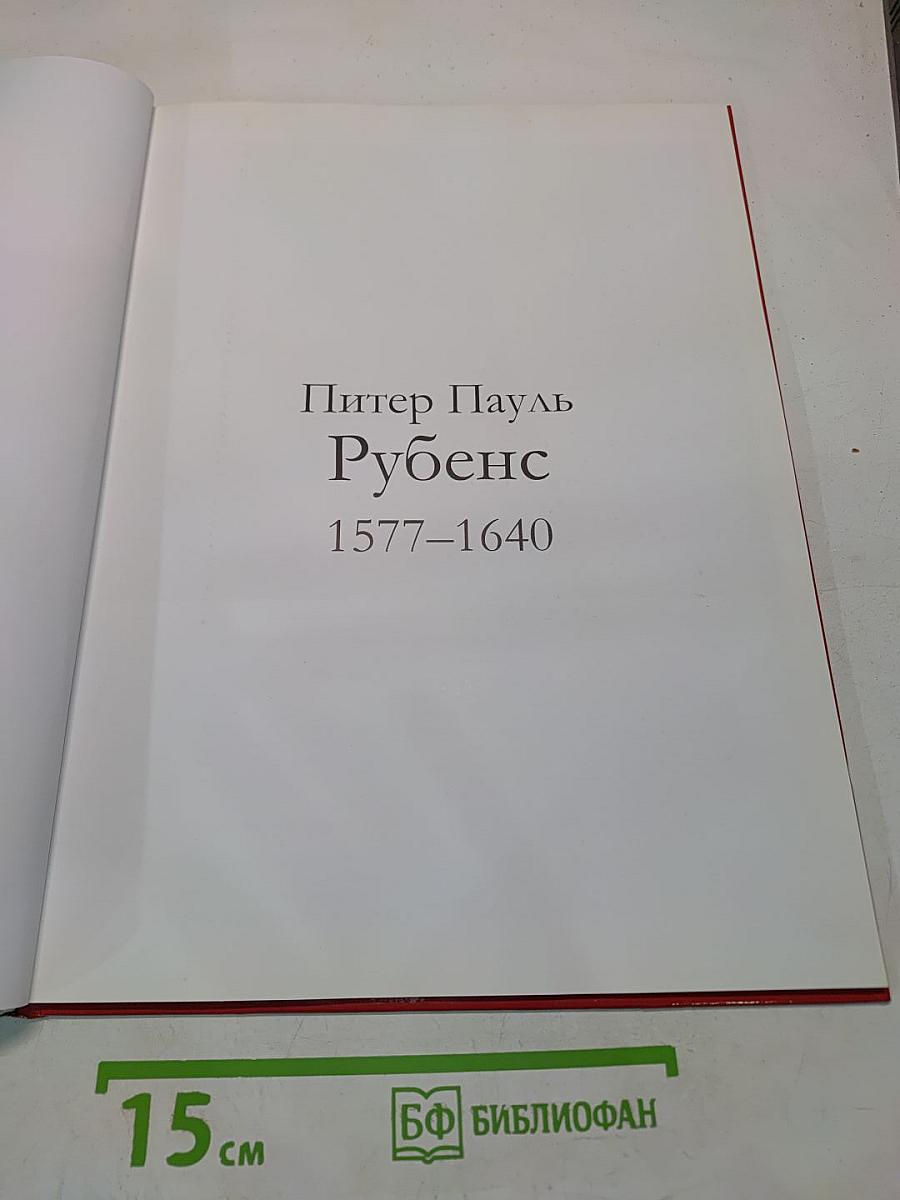 Питер Пауль
Рубенс
1577–1640
15 см
БФ БИБЛИОФАН